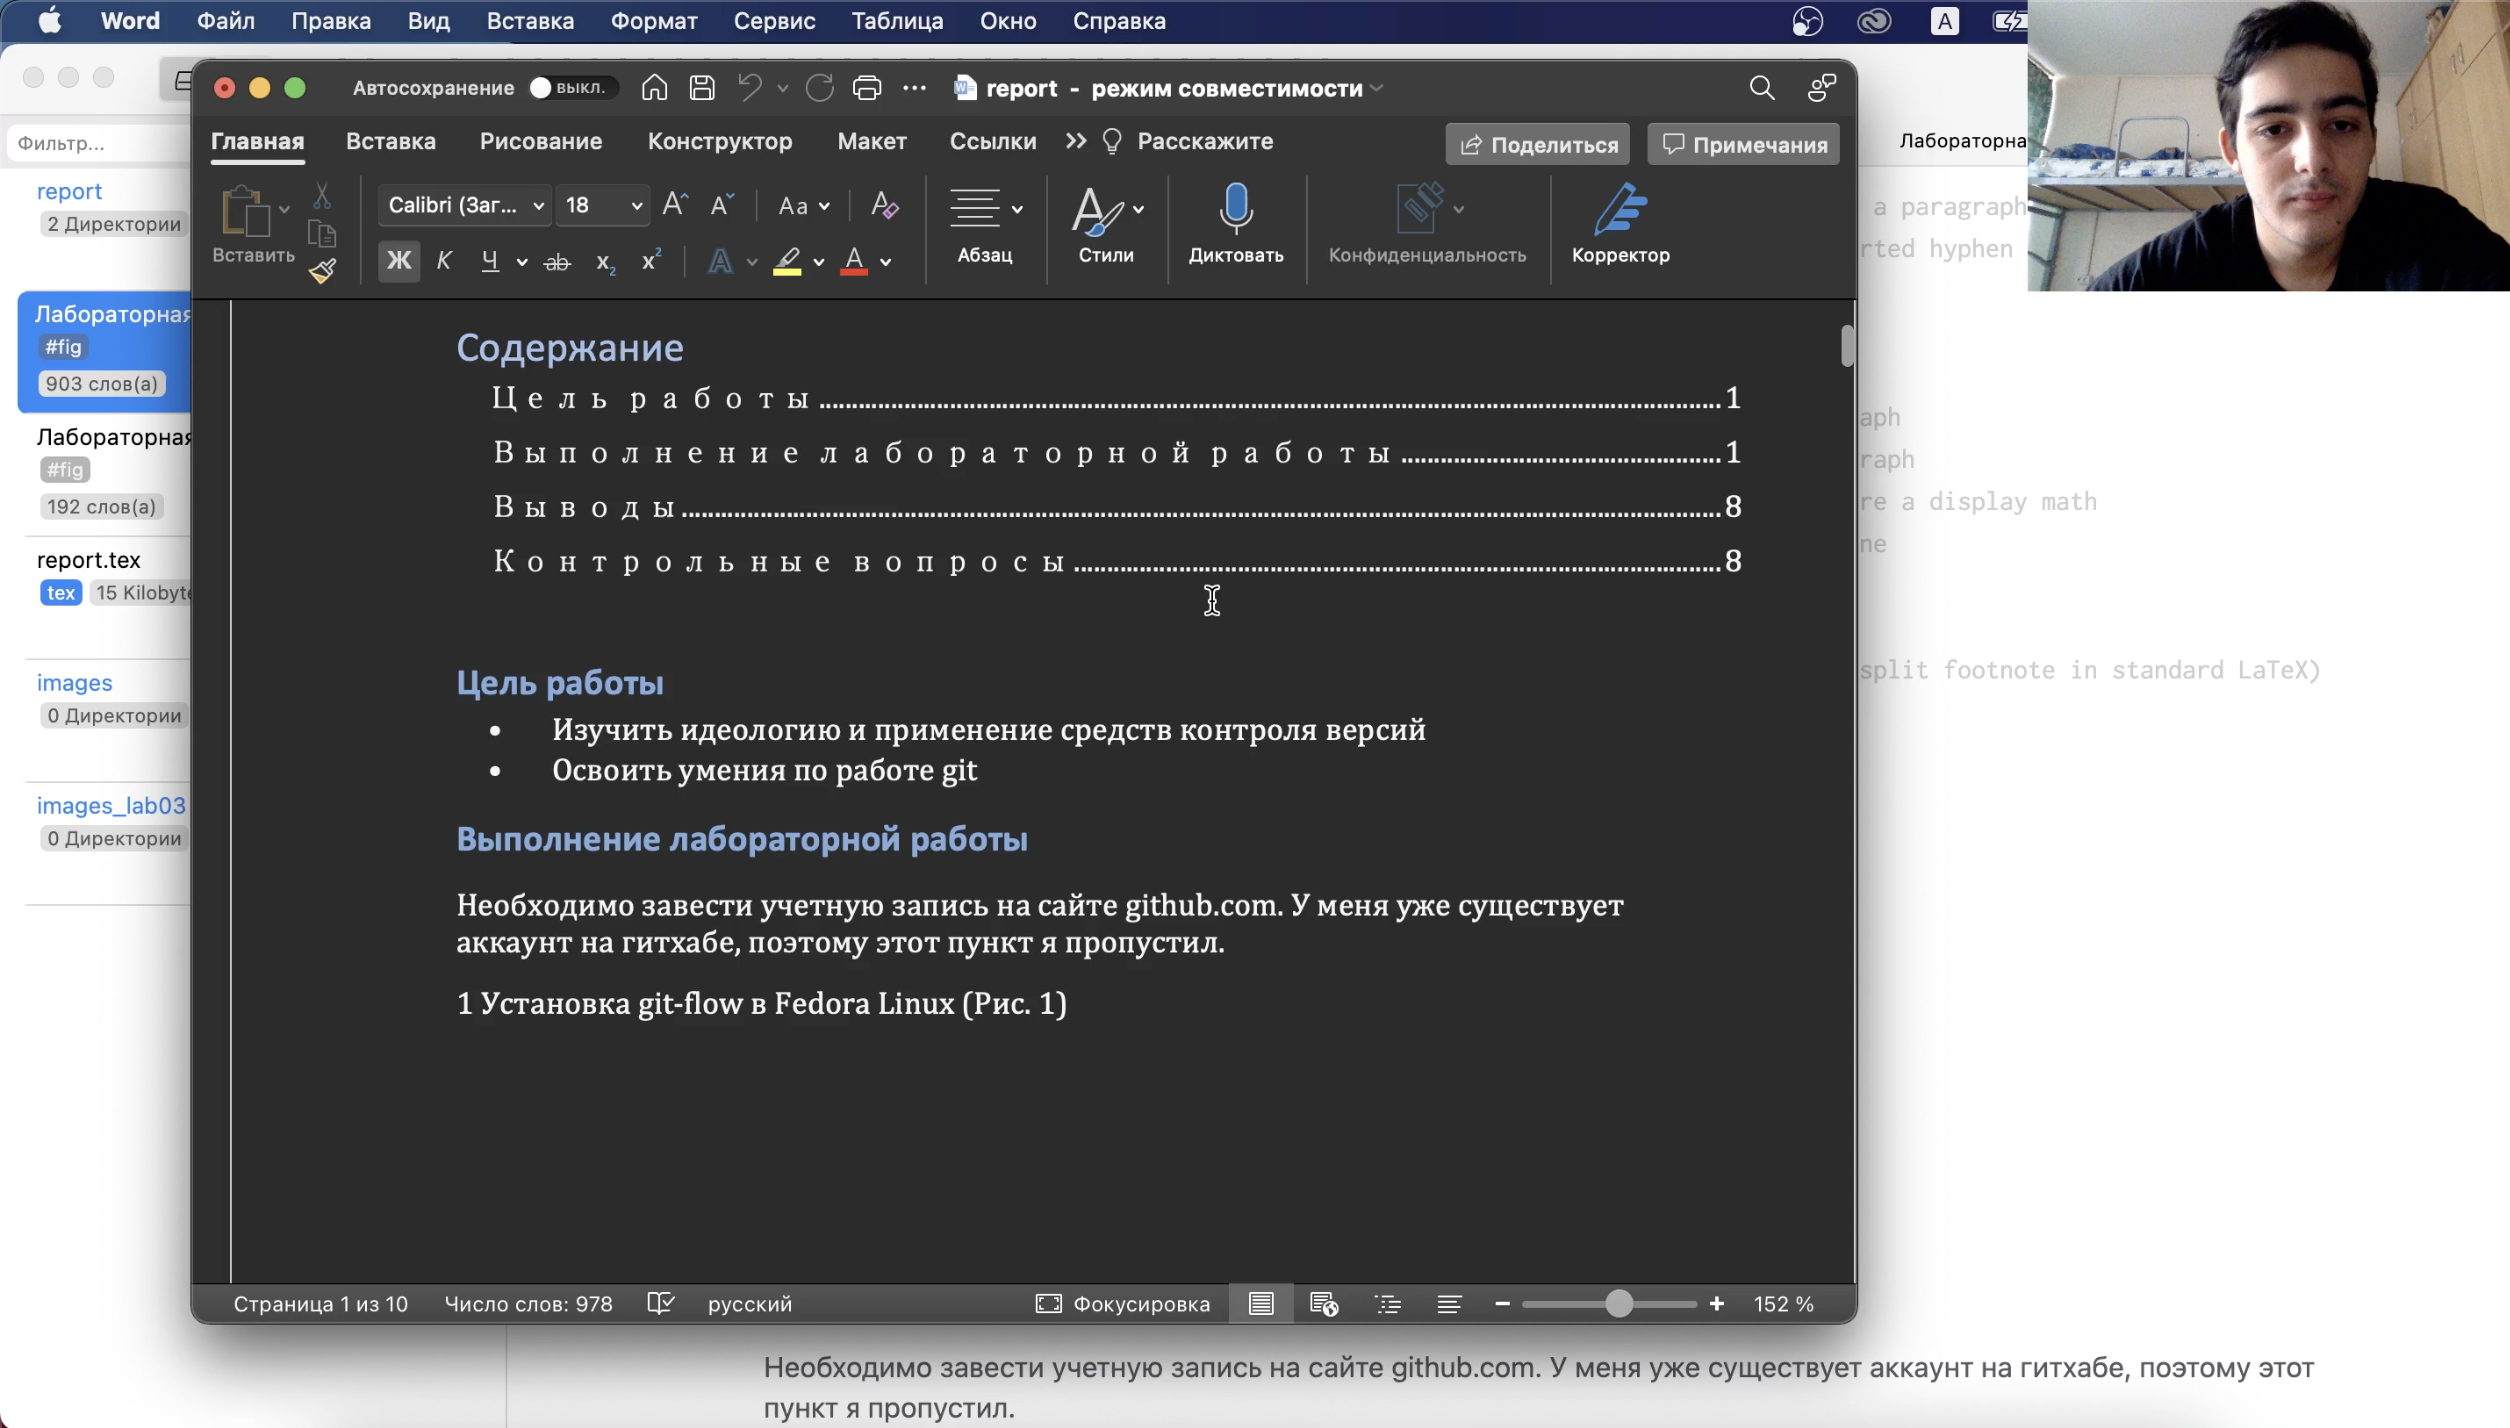 Word Файл Правка Вид Вставка Формат Сервис Таблица Окно Справка A
Автосохранение выкл. report - режим совместимости
Фильтр...
Главная Вставка Рисование Конструктор Макет Ссылки Расскажите Поделиться Примечания
Лабораторна
report
2 Директории
Вставить
Calibri (Заг... 18 Aa
Ж К Ч ab x2 x2 A A
Абзац Стили Диктовать Конфиденциальность Корректор
a paragraph
rted hyphen
Лабораторная
#fig
903 слов(а)
Лабораторная
#fig
192 слов(а)
report.tex
tex 15 Kilobyte
images
0 Директории
images_lab03
0 Директории
Содержание
Цель работы 1
Выполнение лабораторной работы 1
Выводы 8
Контрольные вопросы 8
aph
raph
re a display math
ne
split footnote in standard LaTeX)
Цель работы
• Изучить идеологию и применение средств контроля версий
• Освоить умения по работе git
Выполнение лабораторной работы
Необходимо завести учетную запись на сайте github.com. У меня уже существует
аккаунт на гитхабе, поэтому этот пункт я пропустил.
1 Установка git-flow в Fedora Linux (Рис. 1)
Страница 1 из 10 Число слов: 978 русский Фокусировка 152 %
Необходимо завести учетную запись на сайте github.com. У меня уже существует аккаунт на гитхабе, поэтому этот
пункт я пропустил.